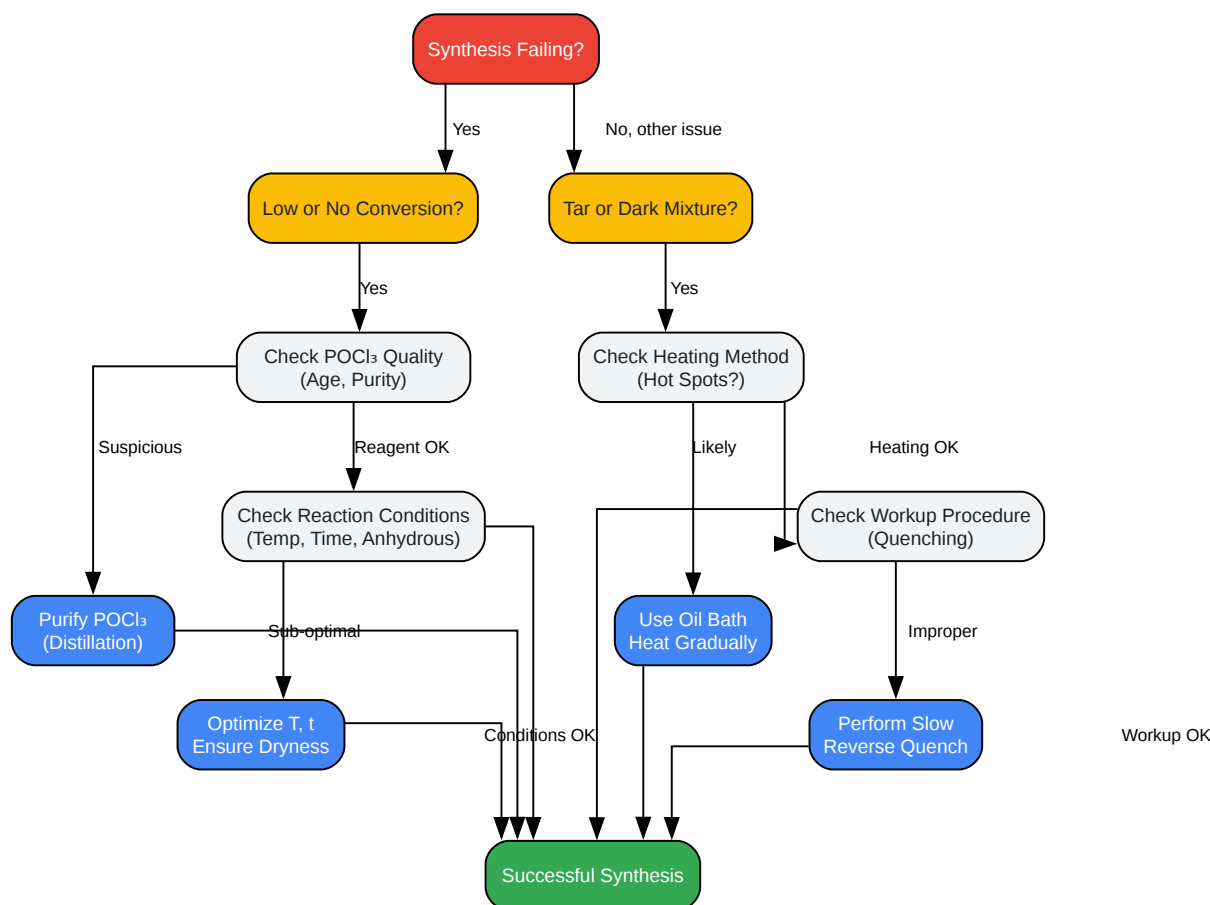 Synthesis Failing?
Yes
No, other issue
Low or No Conversion?
Tar or Dark Mixture?
Yes
Yes
Check POCl₃ Quality
(Age, Purity)
Check Heating Method
(Hot Spots?)
Suspicious
Reagent OK
Likely
Heating OK
Check Reaction Conditions
(Temp, Time, Anhydrous)
Check Workup Procedure
(Quenching)
Purify POCl₃
(Distillation)
Sub-optimal
Use Oil Bath
Heat Gradually
Improper
Optimize T, t
Ensure Dryness
Conditions OK
Perform Slow
Reverse Quench
Workup OK
Successful Synthesis